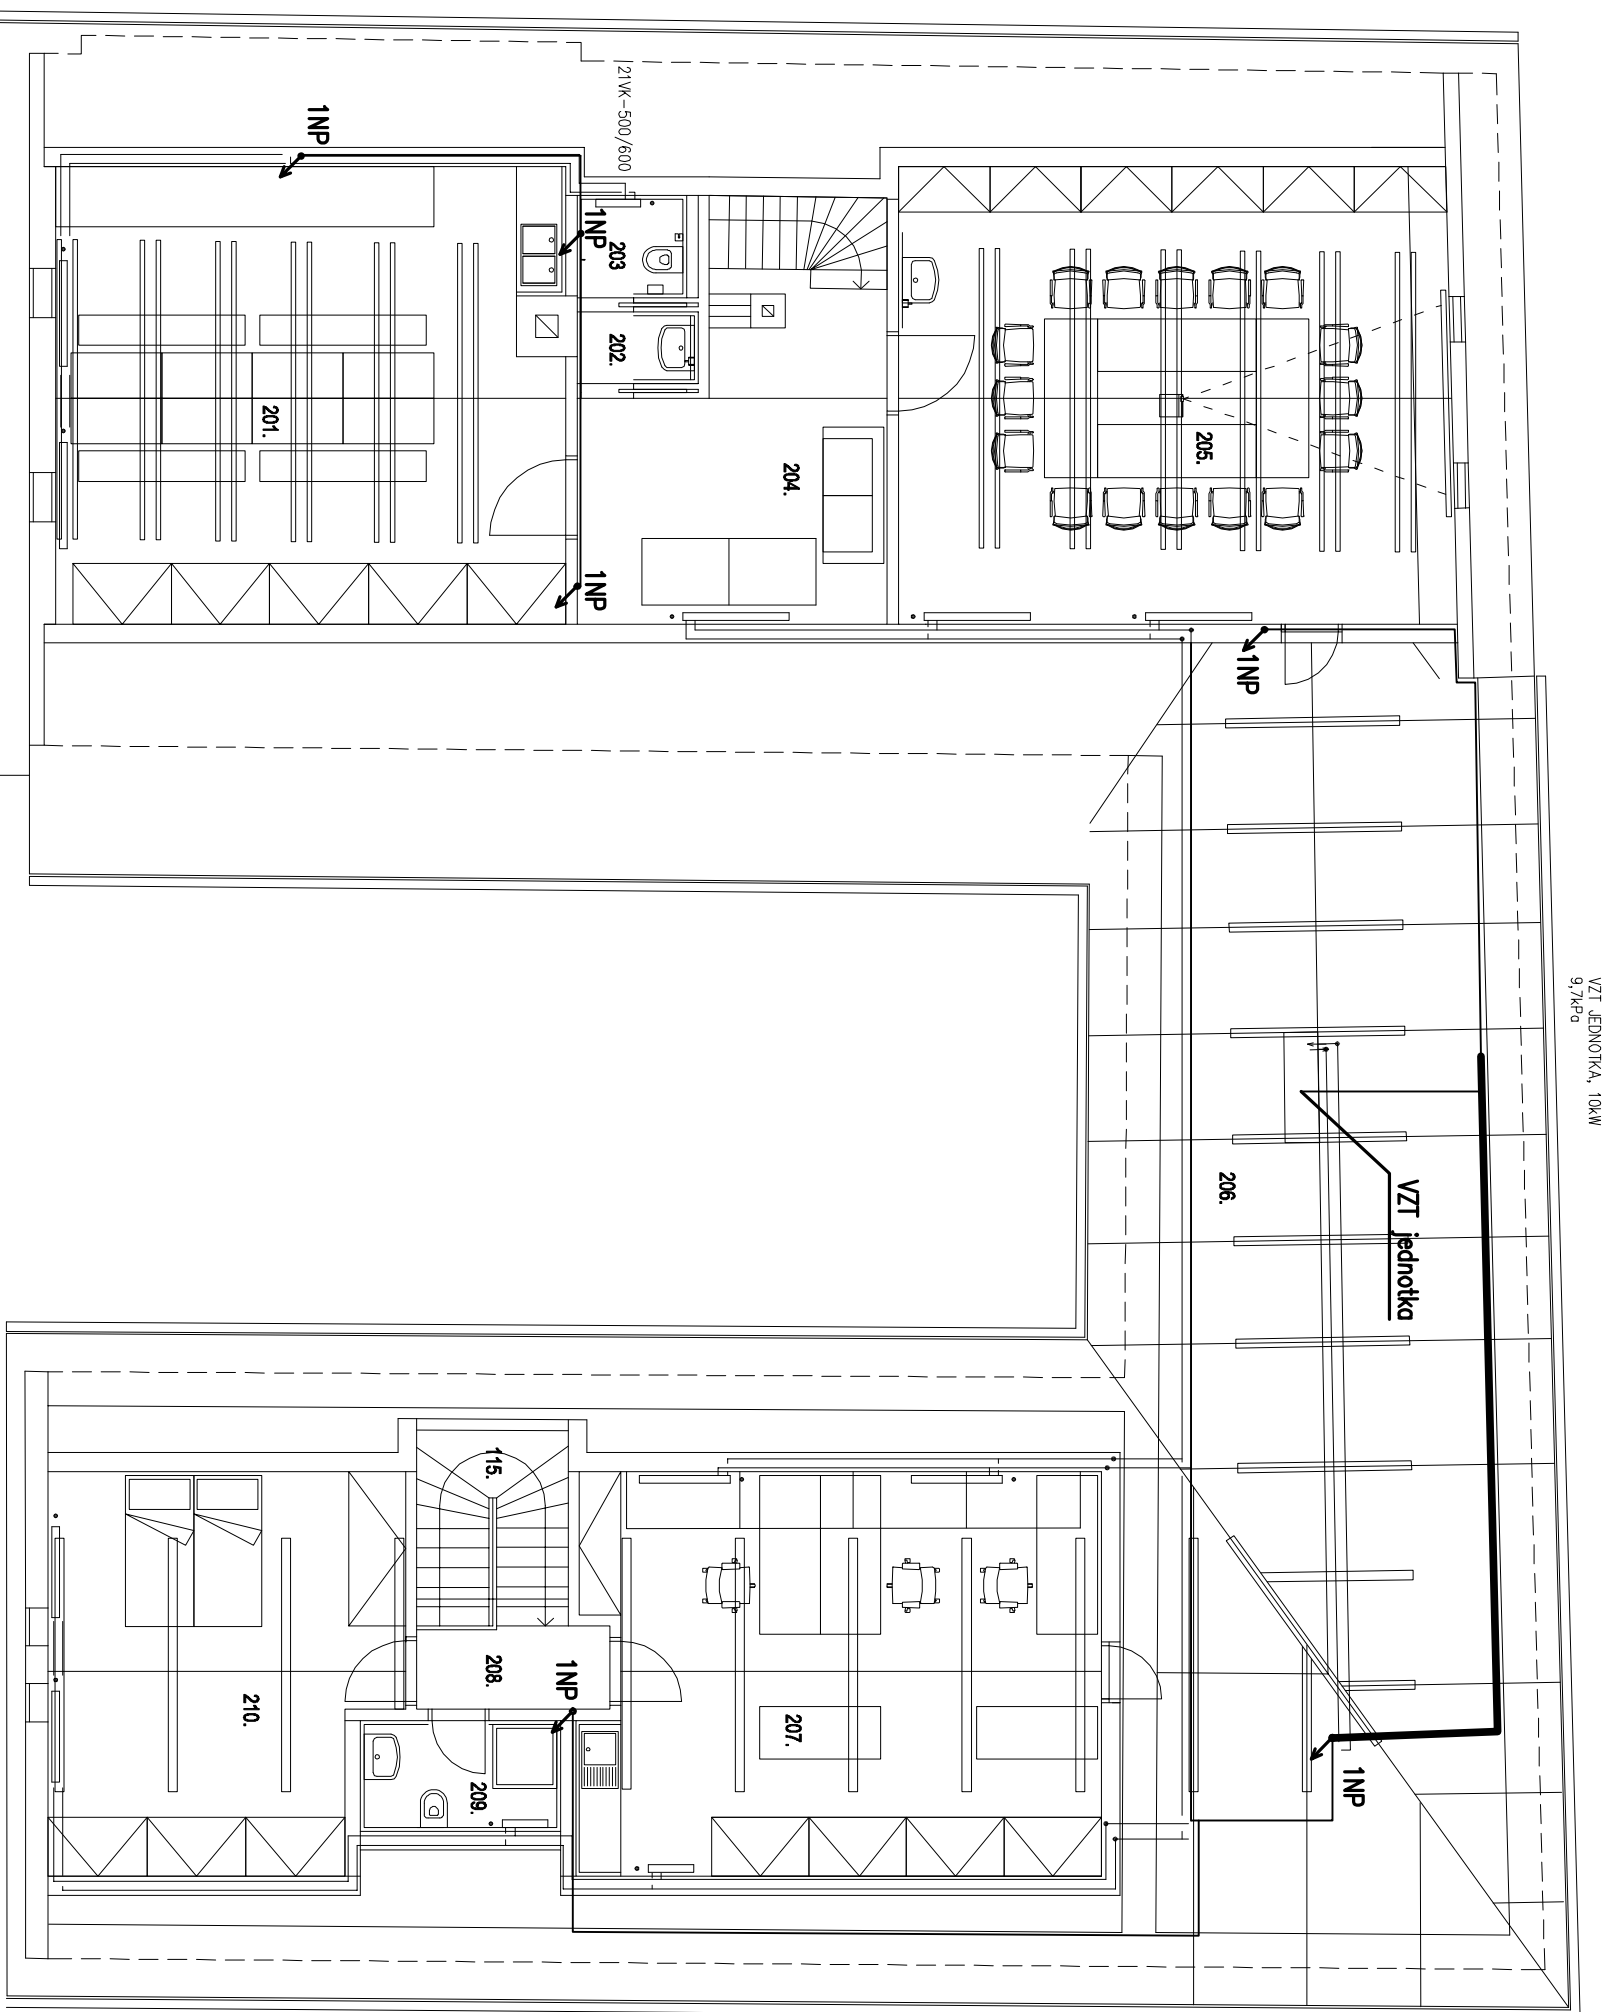 VZT JEDNOTKA, 10kW
9,7kPa
VZT jednotka
21VK-500/600
1NP
1NP
203
202.
201.
1NP
204.
205.
1NP
206.
1NP
115.
208.
1NP
207.
209.
210.